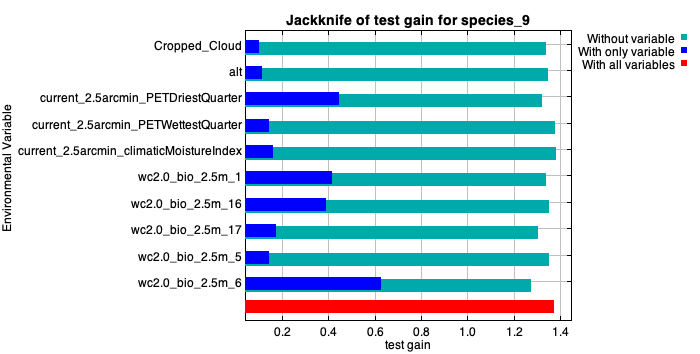 Jackknife of test gain for species_9
Without variable
With only variable
With all variables
Environmental Variable
Cropped_Cloud
alt
current_2.5arcmin_PETDriestQuarter
current_2.5arcmin_PETWettestQuarter
current_2.5arcmin_climaticMoistureIndex
wc2.0_bio_2.5m_1
wc2.0_bio_2.5m_16
wc2.0_bio_2.5m_17
wc2.0_bio_2.5m_5
wc2.0_bio_2.5m_6
0.2 0.4 0.6 0.8 1.0 1.2 1.4
test gain